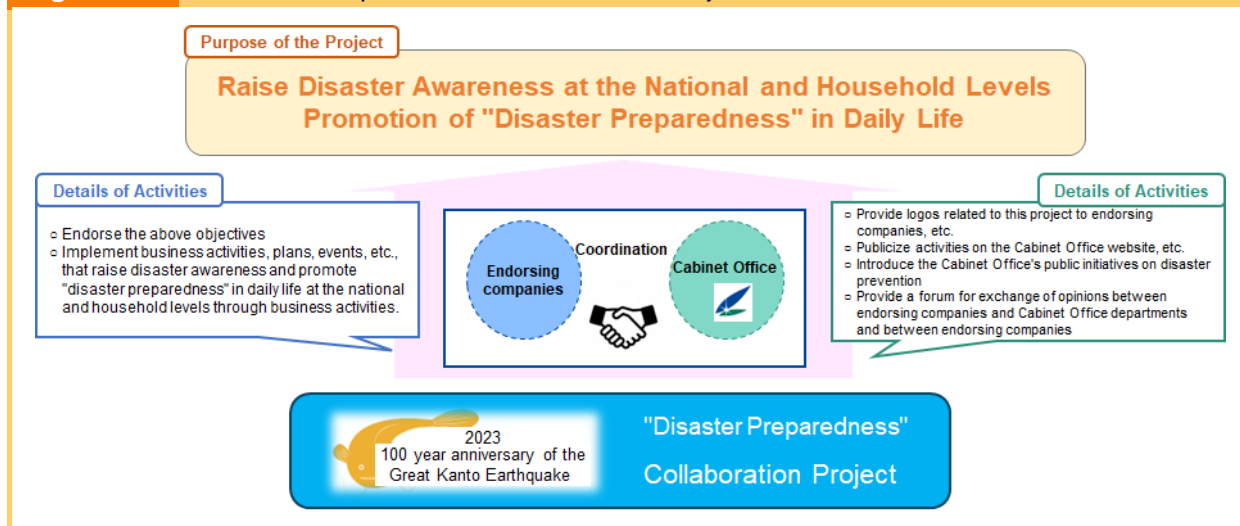 Purpose of the Project
Raise Disaster Awareness at the National and Household Levels
Promotion of "Disaster Preparedness" in Daily Life
Details of Activities
○ Endorse the above objectives
○ Implement business activities, plans, events, etc.,
that raise disaster awareness and promote
"disaster preparedness" in daily life at the national
and household levels through business activities.
Endorsing
companies
Coordination
Cabinet Office
Details of Activities
○ Provide logos related to this project to endorsing
companies, etc.
○ Publicize activities on the Cabinet Office website, etc.
○ Introduce the Cabinet Office's public initiatives on disaster
prevention
○ Provide a forum for exchange of opinions between
endorsing companies and Cabinet Office departments
and between endorsing companies
2023
100 year anniversary of the
Great Kanto Earthquake
"Disaster Preparedness"
Collaboration Project